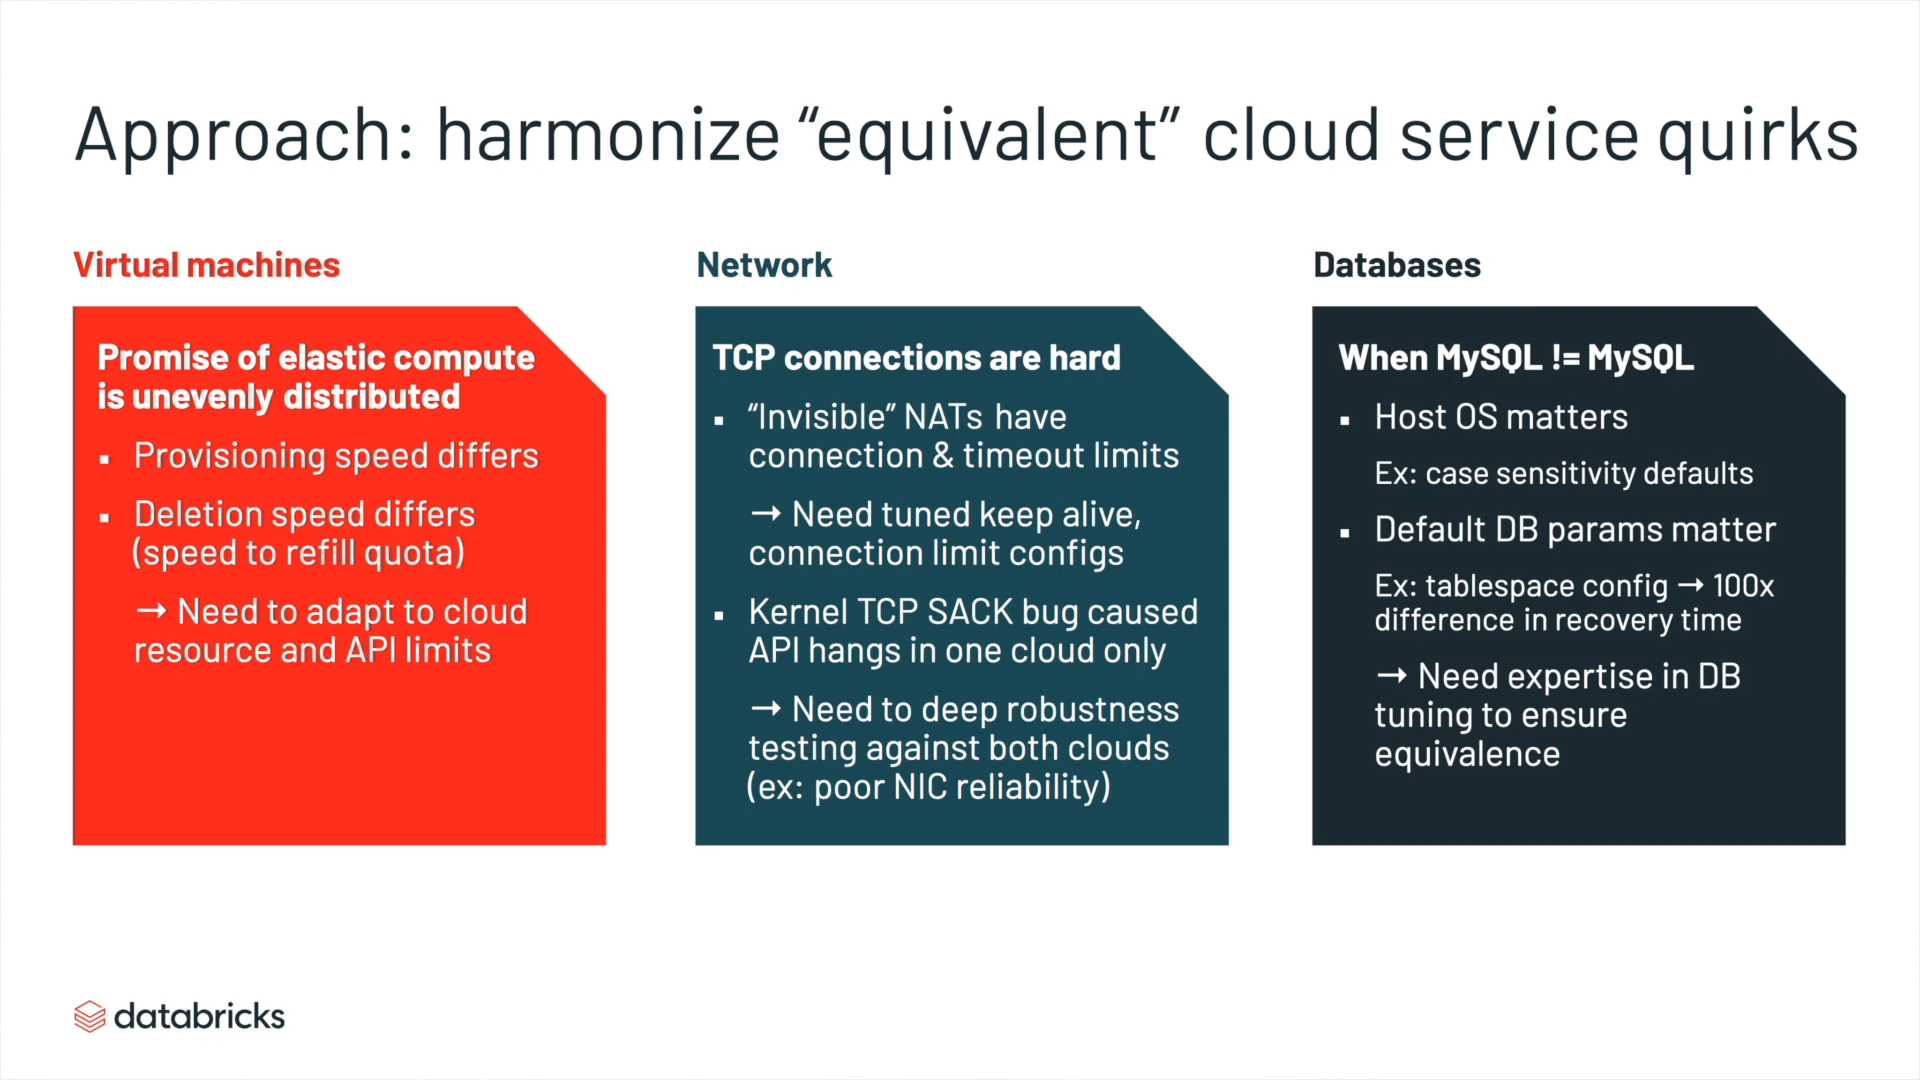 Approach: harmonize “equivalent” cloud service quirks
Virtual machines
Promise of elastic compute
is unevenly distributed
▪ Provisioning speed differs
▪ Deletion speed differs
(speed to refill quota)
→ Need to adapt to cloud
resource and API limits
Network
TCP connections are hard
▪ “Invisible” NATs have
connection & timeout limits
→ Need tuned keep alive,
connection limit configs
▪ Kernel TCP SACK bug caused
API hangs in one cloud only
→ Need to deep robustness
testing against both clouds
(ex: poor NIC reliability)
Databases
When MySQL != MySQL
▪ Host OS matters
Ex: case sensitivity defaults
▪ Default DB params matter
Ex: tablespace config → 100x
difference in recovery time
→ Need expertise in DB
tuning to ensure
equivalence
databricks